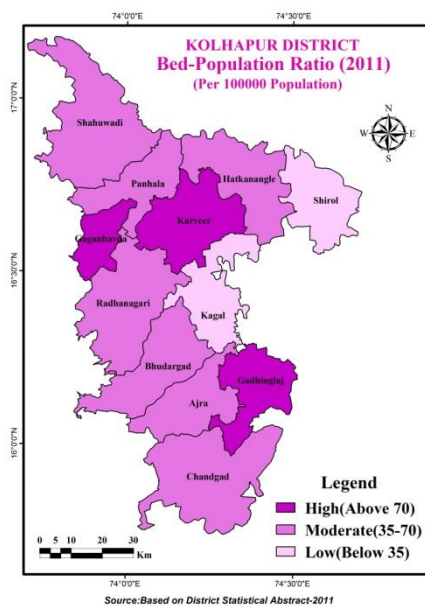 74°0'0"E
74°30'0"E
KOLHAPUR DISTRICT
Bed-Population Ratio (2011)
(Per 100000 Population)
17°0'0"N
N
W E
S
Shahuwadi
Panhala
Hatkanangle
Shirol
Karveer
Gaganbavda
16°30'0"N
Radhanagari
Kagal
Bhudargad
Gadhinglaj
Ajra
16°0'0"N
Chandgad
Legend
High(Above 70)
Moderate(35-70)
Low(Below 35)
0 5 10 20 30
Km
74°0'0"E
74°30'0"E
Source:Based on District Statistical Abstract-2011